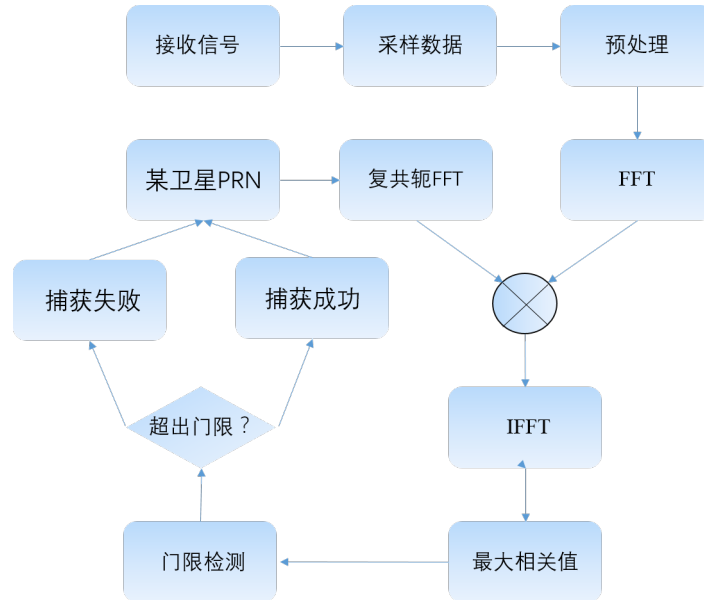 接收信号
采样数据
预处理
某卫星PRN
复共轭FFT
FFT
捕获失败
捕获成功
超出门限？
IFFT
门限检测
最大相关值